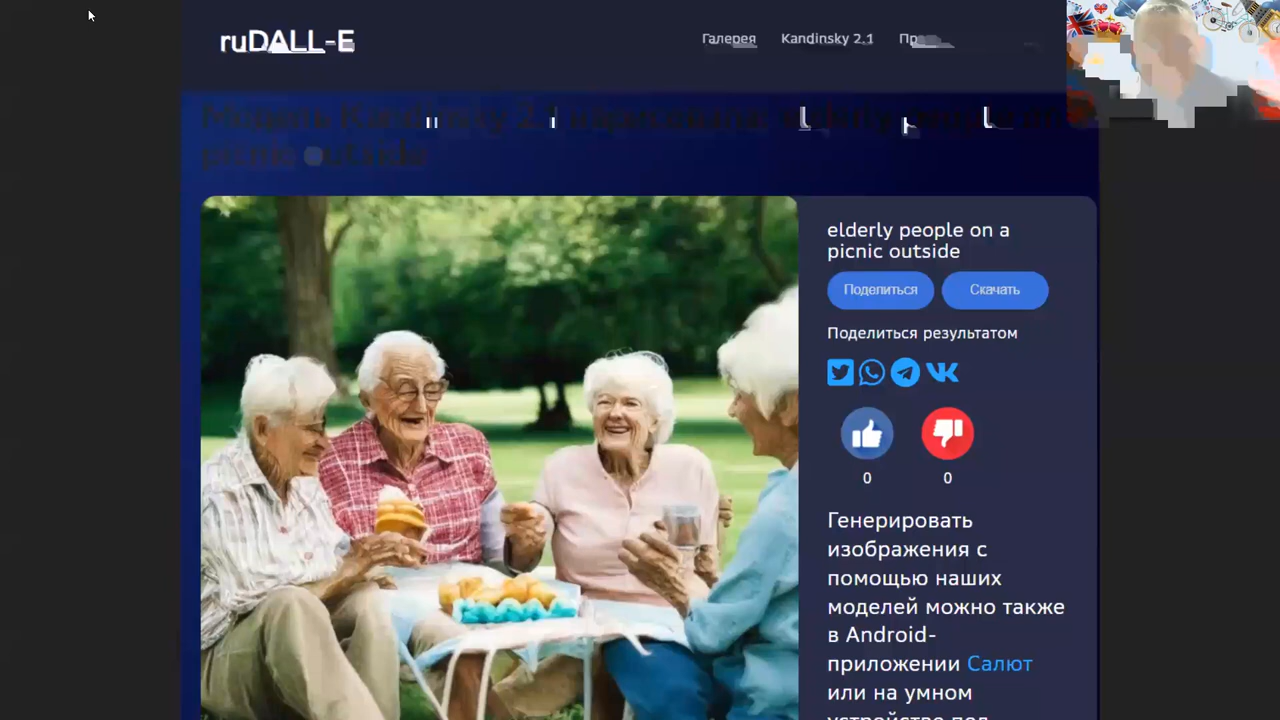 ruDALL-E
Галерея Kandinsky 2.1
elderly people on a
picnic outside
Поделиться Скачать
Поделиться результатом
0 0
Генерировать
изображения с
помощью наших
моделей можно также
в Android-
приложении Салют
или на умном